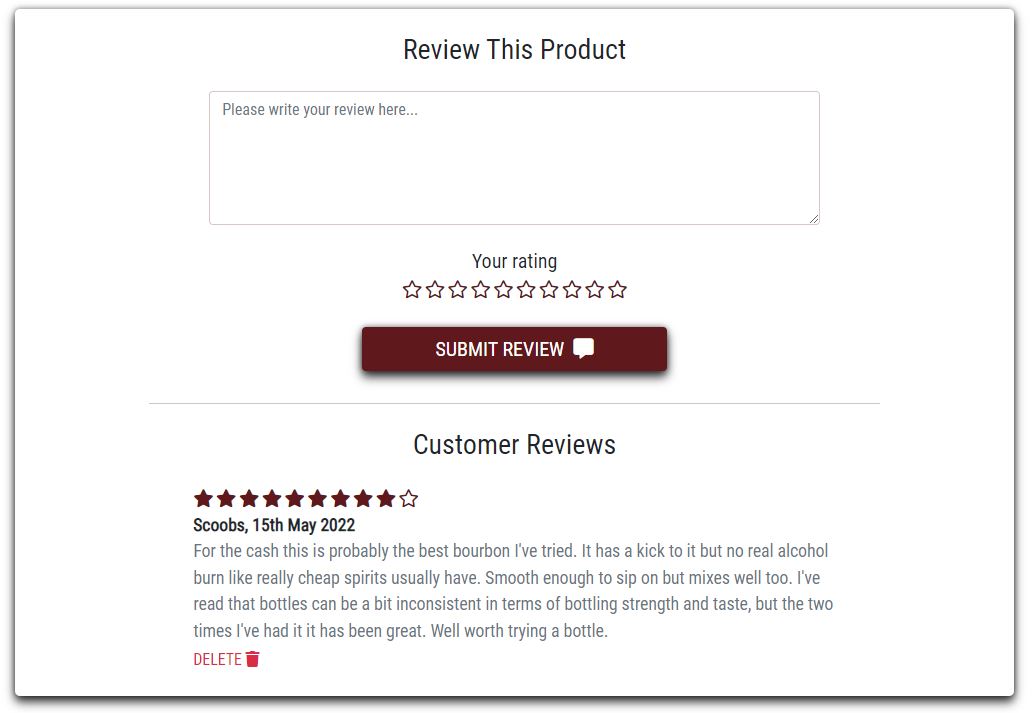 Review This Product
Please write your review here...
Your rating
SUBMIT REVIEW
Customer Reviews
Scoobs, 15th May 2022
For the cash this is probably the best bourbon I've tried. It has a kick to it but no real alcohol
burn like really cheap spirits usually have. Smooth enough to sip on but mixes well too. I've
read that bottles can be a bit inconsistent in terms of bottling strength and taste, but the two
times I've had it it has been great. Well worth trying a bottle.
DELETE